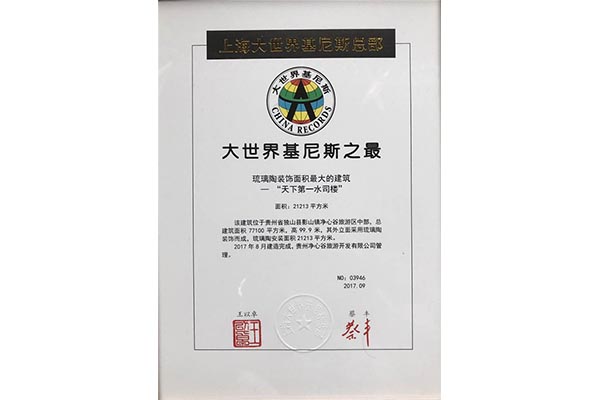 上海大世界基尼斯总部
大世界基尼斯
CHINA RECORDS
大世界基尼斯之最
琉璃陶装饰面积最大的建筑
— “天下第一水司楼”
面积：21213 平方米
该建筑位于贵州省独山县影山镇净心谷旅游区中部，总
建筑面积 77100 平方米，高 99.9 米，其外立面采用琉璃陶
装饰而成，琉璃陶安装面积 21213 平方米。
2017 年 8 月建造完成，贵州净心谷旅游开发有限公司管
理。
NO: 03946
2017.09
王以卓
蔡丰
蔡丰